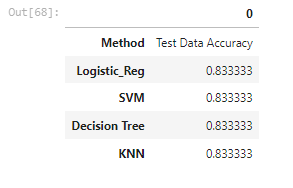 Out[68]:
0
Method Test Data Accuracy
Logistic_Reg 0.833333
SVM 0.833333
Decision Tree 0.833333
KNN 0.833333